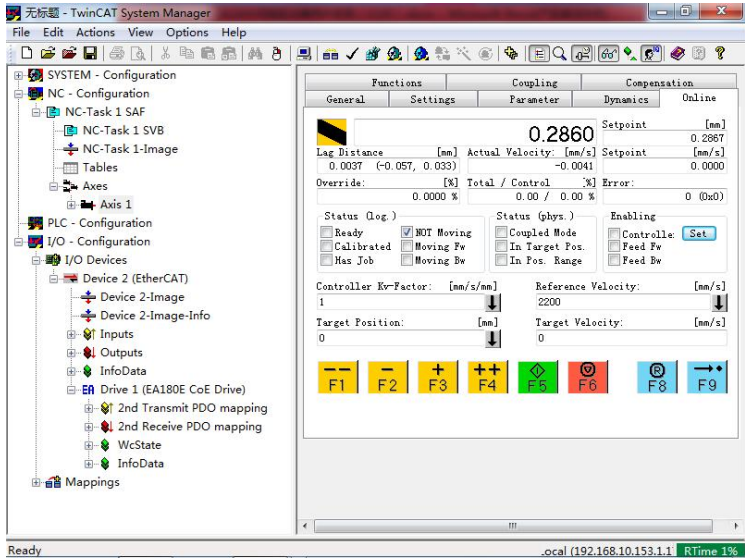 无标题 - TwinCAT System Manager
File Edit Actions View Options Help
SYSTEM - Configuration
NC - Configuration
NC-Task 1 SAF
NC-Task 1 SVB
NC-Task 1-Image
Tables
Axes
Axis 1
PLC - Configuration
I/O - Configuration
I/O Devices
Device 2 (EtherCAT)
Device 2-Image
Device 2-Image-Info
Inputs
Outputs
InfoData
Drive 1 (EA180E CoE Drive)
2nd Transmit PDO mapping
2nd Receive PDO mapping
WcState
InfoData
Mappings
Functions Coupling Compensation
General Settings Parameter Dynamics Online
0.2860
Setpoint [mm]
0.2867
Lag Distance [mm] Actual Velocity: [mm/s] Setpoint [mm/s]
0.0037 (-0.057, 0.033) -0.0041 0.0000
Override: [%] Total / Control [%] Error:
0.0000 % 0.00 / 0.00 % 0 (0x0)
Status (log.) Status (phys.) Enabling
Ready NOT Moving Coupled Mode Controlle: Set
Calibrated Moving Fw In Target Pos. Feed Fw
Has Job Moving Bw In Pos. Range Feed Bw
Controller Kv-Factor: [mm/s/mm] Reference Velocity: [mm/s]
1 2200
Target Position: [mm] Target Velocity: [mm/s]
0 0
-- - + ++ R
F1 F2 F3 F4 F5 F6 F8 F9
Ready .ocal (192.168.10.153.1.1 RTime 1%